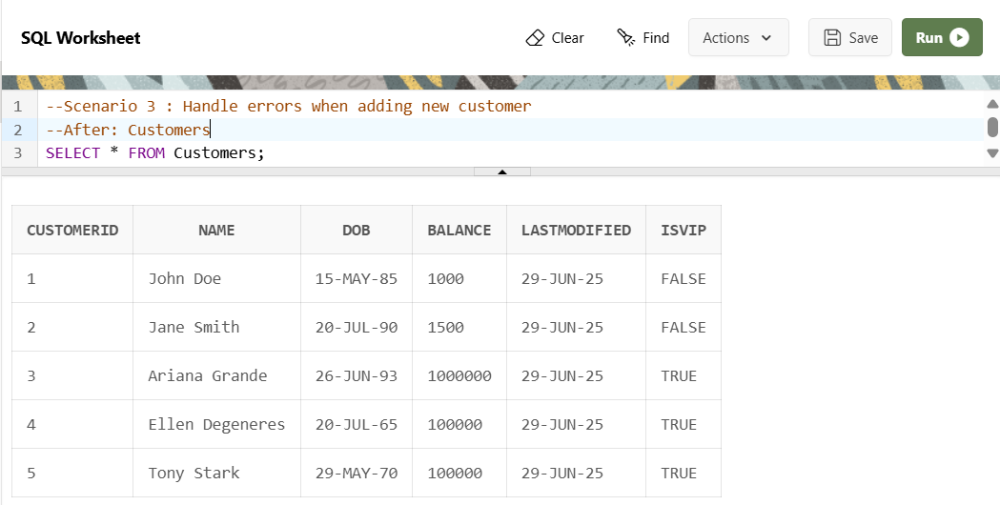 SQL Worksheet Clear Find Actions Save Run
1 --Scenario 3 : Handle errors when adding new customer
2 --After: Customers
3 SELECT * FROM Customers;
CUSTOMERID NAME DOB BALANCE LASTMODIFIED ISVIP
1 John Doe 15-MAY-85 1000 29-JUN-25 FALSE
2 Jane Smith 20-JUL-90 1500 29-JUN-25 FALSE
3 Ariana Grande 26-JUN-93 1000000 29-JUN-25 TRUE
4 Ellen Degeneres 20-JUL-65 100000 29-JUN-25 TRUE
5 Tony Stark 29-MAY-70 100000 29-JUN-25 TRUE